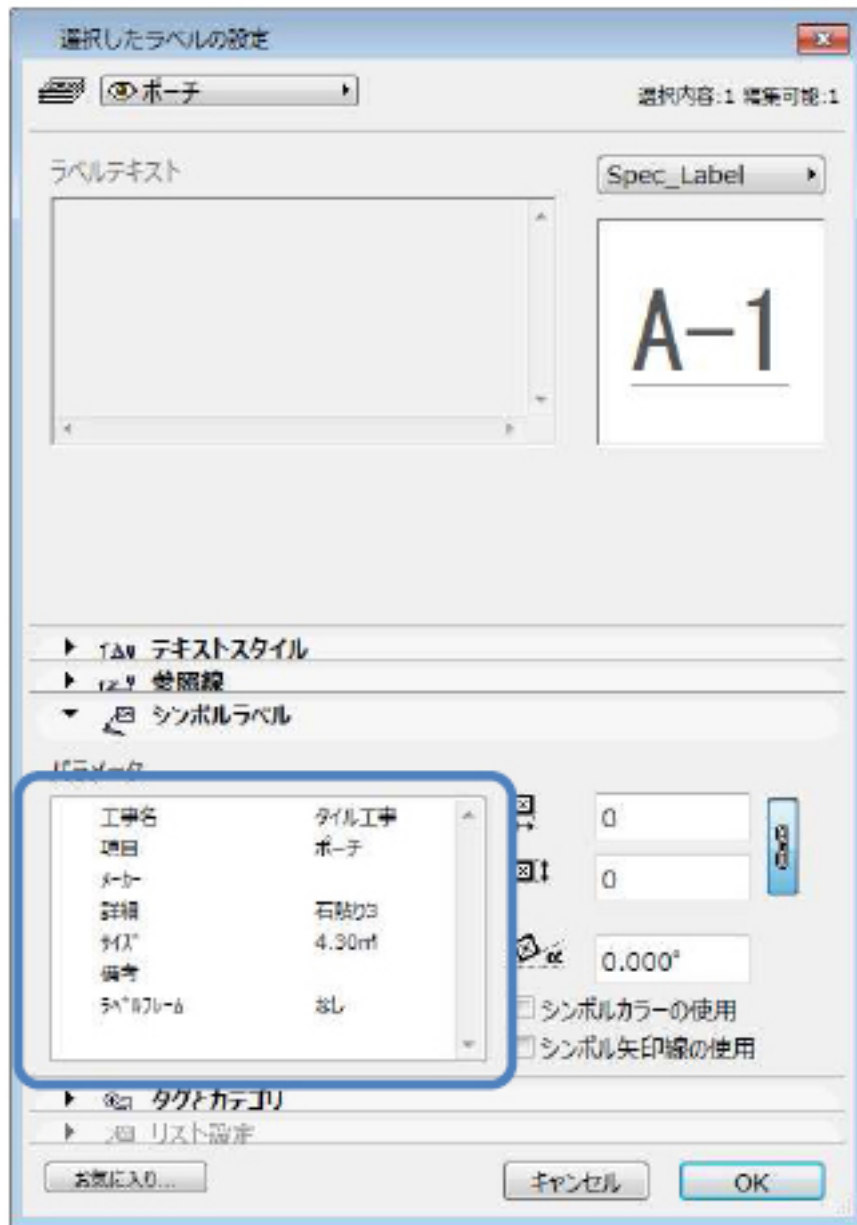 選択したラベルの設定
ポーチ
選択内容:1 編集可能:1
ラベルテキスト
Spec_Label
A-1
テキストスタイル
参照線
シンボルラベル
パラメータ
工事名 タイル工事
項目 ポーチ
メーカー
詳細 石貼り3
サイズ 4.30㎡
備考
ラベルフレーム なし
0
0
α 0.000°
シンボルカラーの使用
シンボル矢印線の使用
タグとカテゴリ
リスト設定
お気に入り...
キャンセル
OK